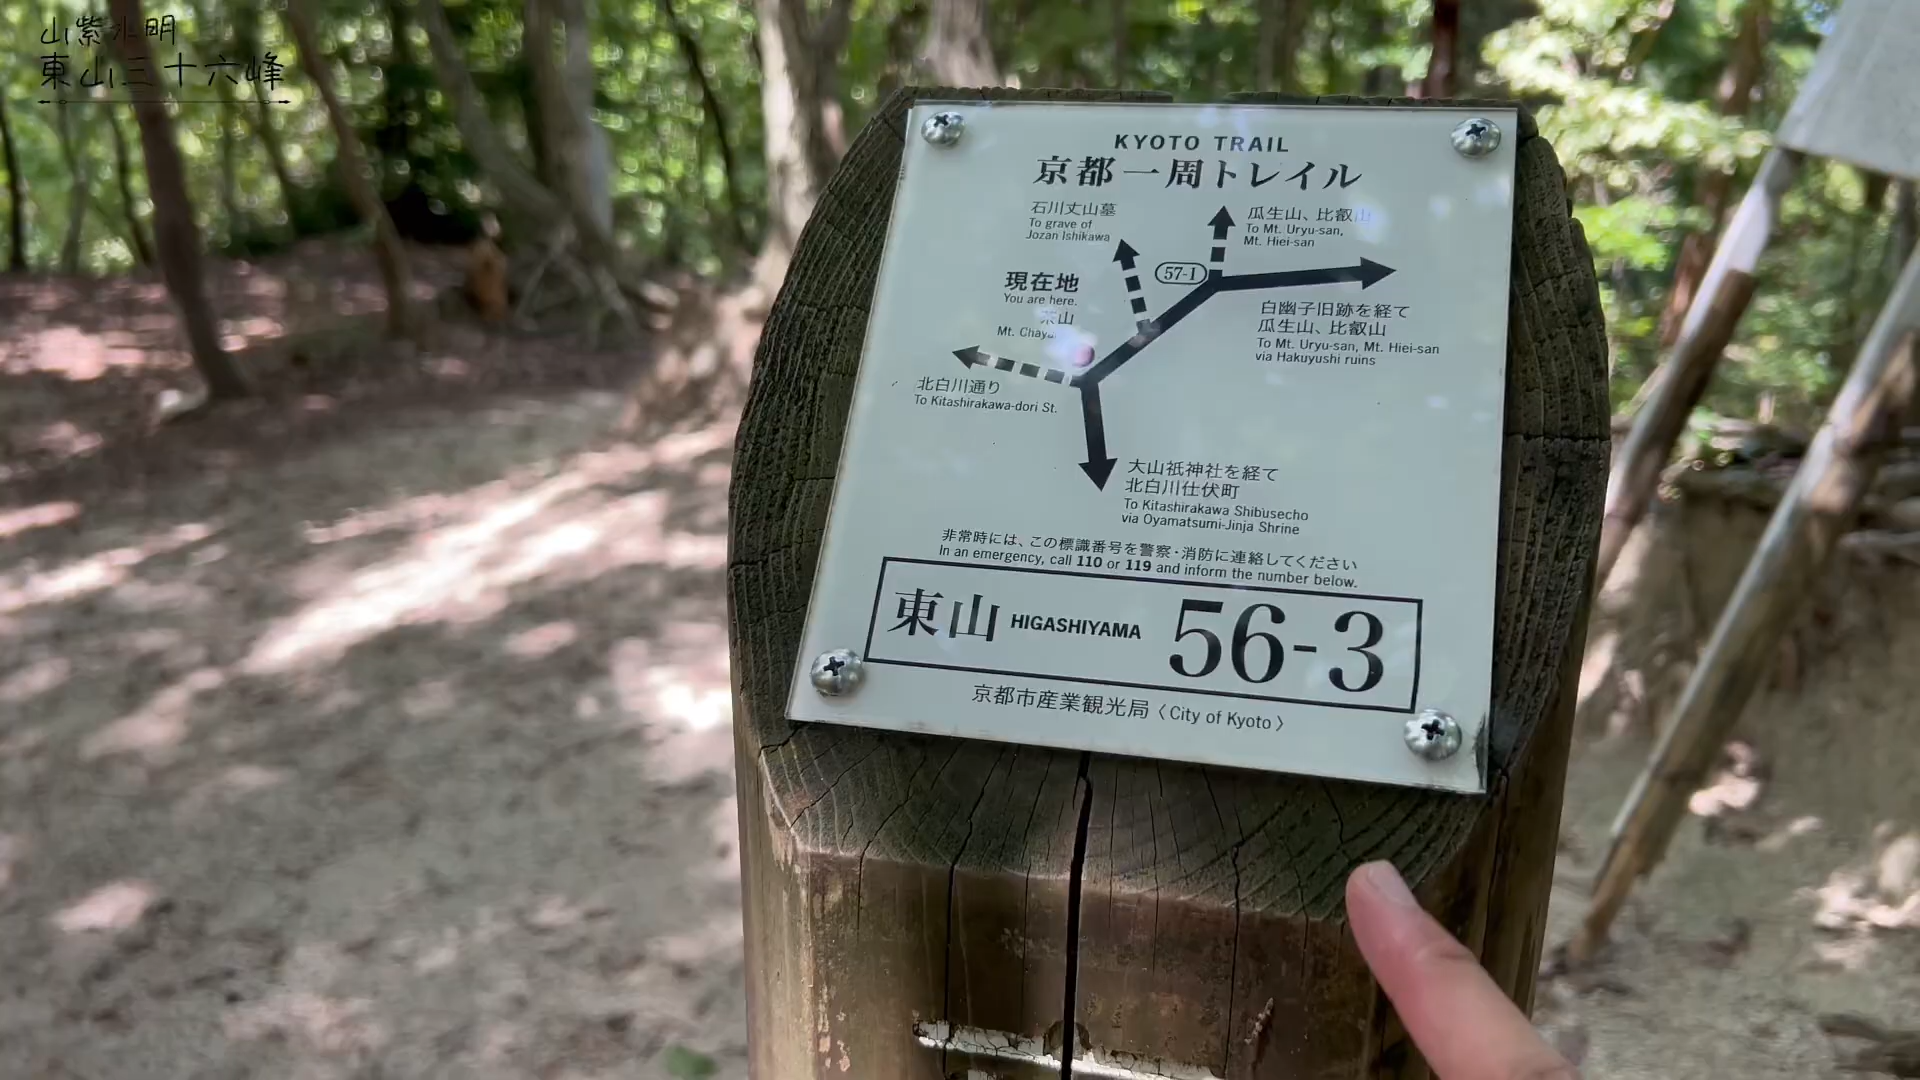 山紫水明
東山三十六峰
KYOTO TRAIL
京都一周トレイル
石川丈山墓
To grave of
Jozan Ishikawa
瓜生山、比叡山
To Mt. Uryu-san,
Mt. Hiei-san
57-1
現在地
You are here.
茶山
Mt. Chaya
白幽子旧跡を経て
瓜生山、比叡山
To Mt. Uryu-san, Mt. Hiei-san
via Hakuyushi ruins
北白川通り
To Kitashirakawa-dori St.
大山祇神社を経て
北白川仕伏町
To Kitashirakawa Shibusecho
via Oyamatsumi-Jinja Shrine
非常時には、この標識番号を警察・消防に連絡してください
In an emergency, call 110 or 119 and inform the number below.
東山 HIGASHIYAMA 56-3
京都市産業観光局〈City of Kyoto〉